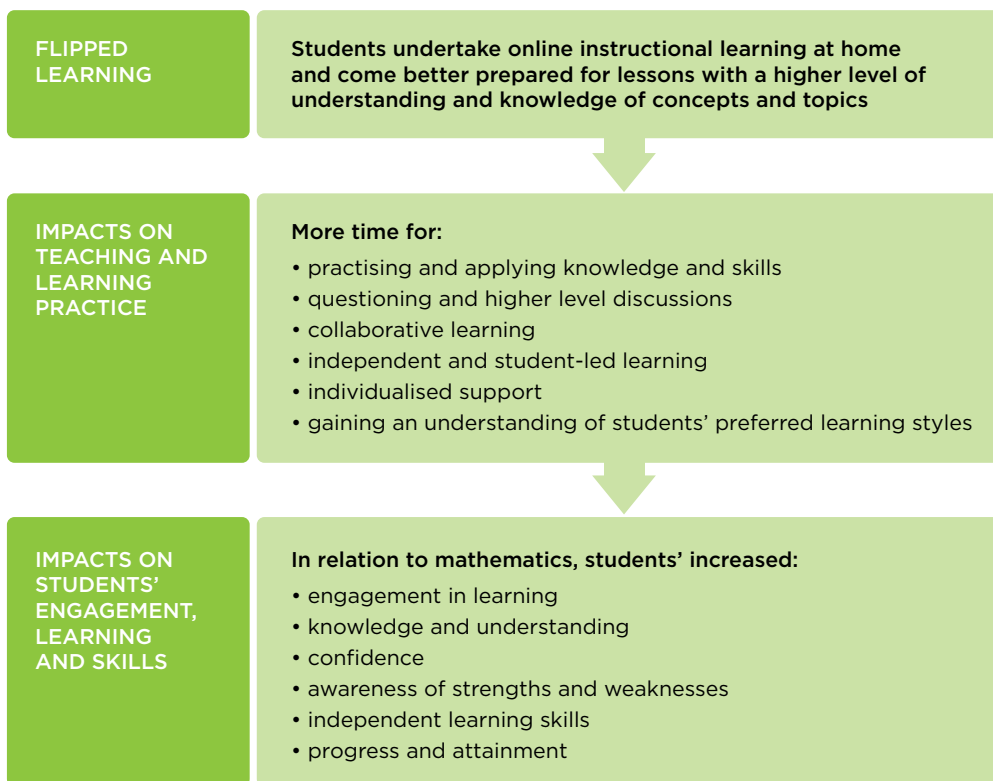 FLIPPED
LEARNING
Students undertake online instructional learning at home
and come better prepared for lessons with a higher level of
understanding and knowledge of concepts and topics
IMPACTS ON
TEACHING AND
LEARNING
PRACTICE
More time for:
• practising and applying knowledge and skills
• questioning and higher level discussions
• collaborative learning
• independent and student-led learning
• individualised support
• gaining an understanding of students’ preferred learning styles
IMPACTS ON
STUDENTS’
ENGAGEMENT,
LEARNING
AND SKILLS
In relation to mathematics, students’ increased:
• engagement in learning
• knowledge and understanding
• confidence
• awareness of strengths and weaknesses
• independent learning skills
• progress and attainment